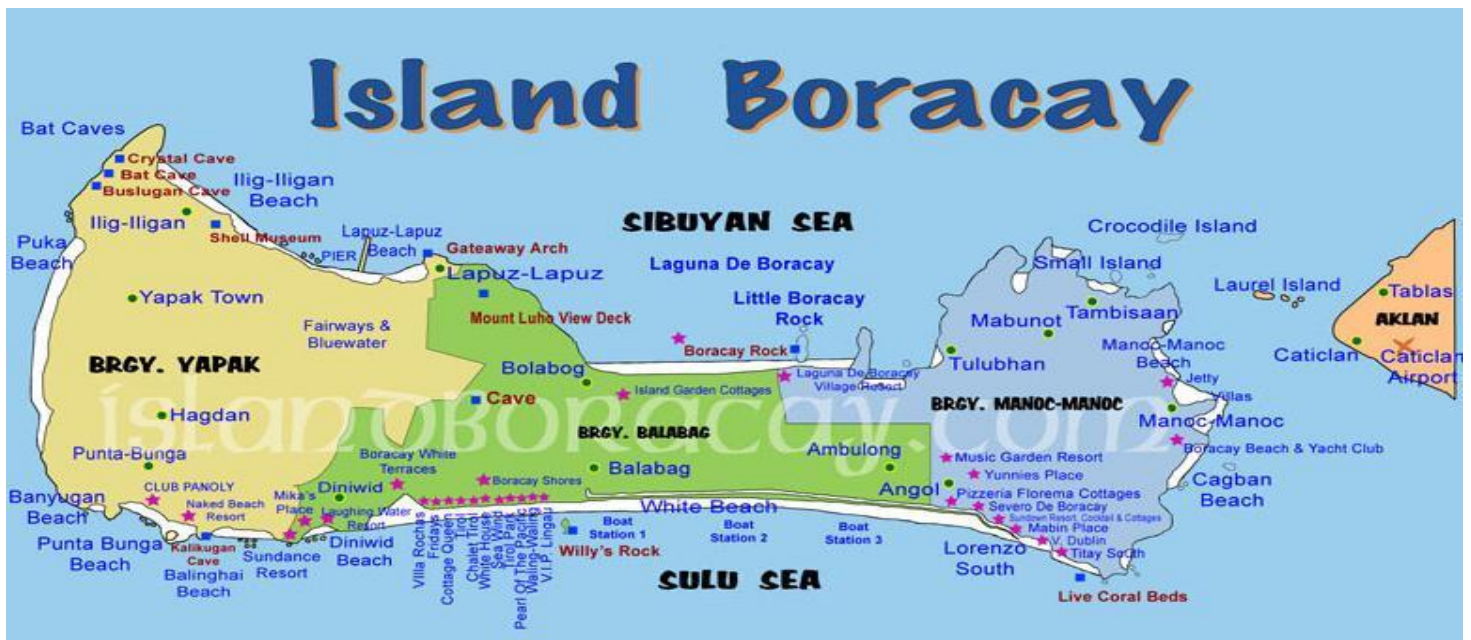 Island Boracay
Bat Caves
Crystal Cave
Bat Cave
Buslugan Cave
Ilig-Iligan
Beach
Ilig-Iligan
Shell Museum
Puka
Beach
PIER
Lapuz-Lapuz
Beach
Gateaway Arch
Lapuz-Lapuz
Mount Luho View Deck
SIBUYAN SEA
Laguna De Boracay
Little Boracay
Rock
Boracay Rock
Crocodile Island
Small Island
Laurel Island
Tambisaan
Mabunot
Tulubhan
Manoc-Manoc
Beach
Jetty
Villas
Tablas
AKLAN
Caticlan
Caticlan
Airport
Yapak Town
Fairways &
Bluewater
BRGY. YAPAK
Hagdan
Punta-Bunga
Bolabog
Cave
Island Garden Cottages
Laguna De Boracay
Village Resort
BRGY. BALABAG
BRGY. MANOC-MANOC
Manoc-Manoc
Boracay Beach & Yacht Club
Cagban
Beach
islandboracay.com
Balabag
Ambulong
Angol
Music Garden Resort
Yunnies Place
Pizzeria Florema Cottages
Severo De Boracay
Sundown Resort, Cocktail & Cottages
Mabin Place
V. Dublin
Titay South
Lorenzo
South
Live Coral Beds
Banyugan
Beach
CLUB PANOLY
Naked Beach
Resort
Mika's
Place
Diniwid
Laughing Water
Resort
Boracay White
Terraces
Boracay Shores
White Beach
Punta Bunga
Beach
Kalikugan
Cave
Balinghai
Beach
Sundance
Resort
Diniwid
Beach
Villa Rochas
Fridays
Cottage Queen
Tirol
Chalet Tirol
White House
Sea Wind
Tirol Park
Pearl Of The Pacific
Waling-Waling
V.I.P. Lingau
Willy's Rock
Boat
Station 1
Boat
Station 2
Boat
Station 3
SULU SEA